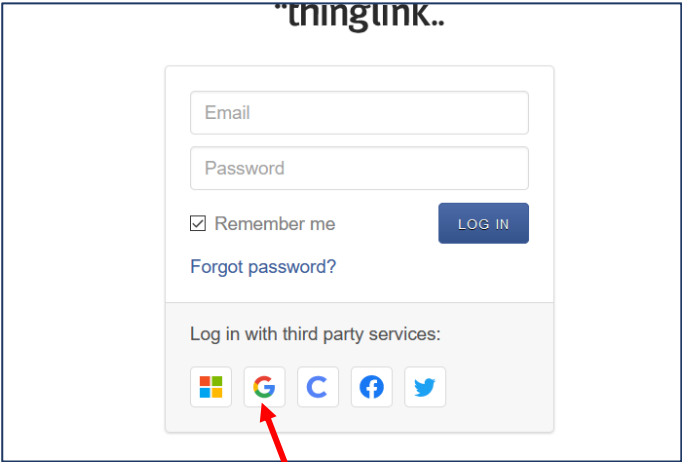 "thinglink..
Email
Password
Remember me
LOG IN
Forgot password?
Log in with third party services: